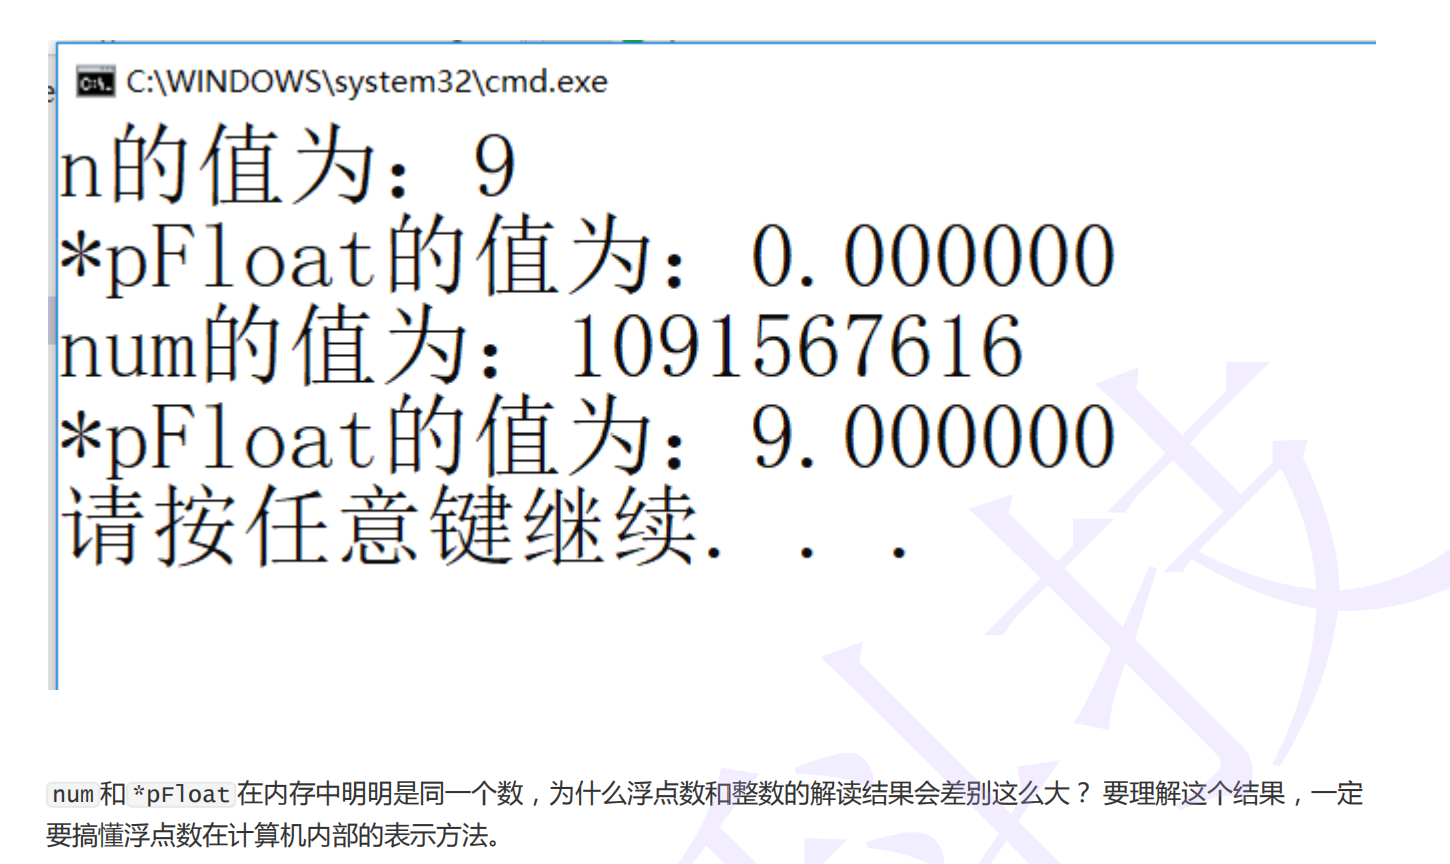 C:\WINDOWS\system32\cmd.exe
n的值为：9
*pFloat的值为：0.000000
num的值为：1091567616
*pFloat的值为：9.000000
请按任意键继续. . .
num和*pFloat在内存中明明是同一个数，为什么浮点数和整数的解读结果会差别这么大？ 要理解这个结果，一定
要搞懂浮点数在计算机内部的表示方法。
科技